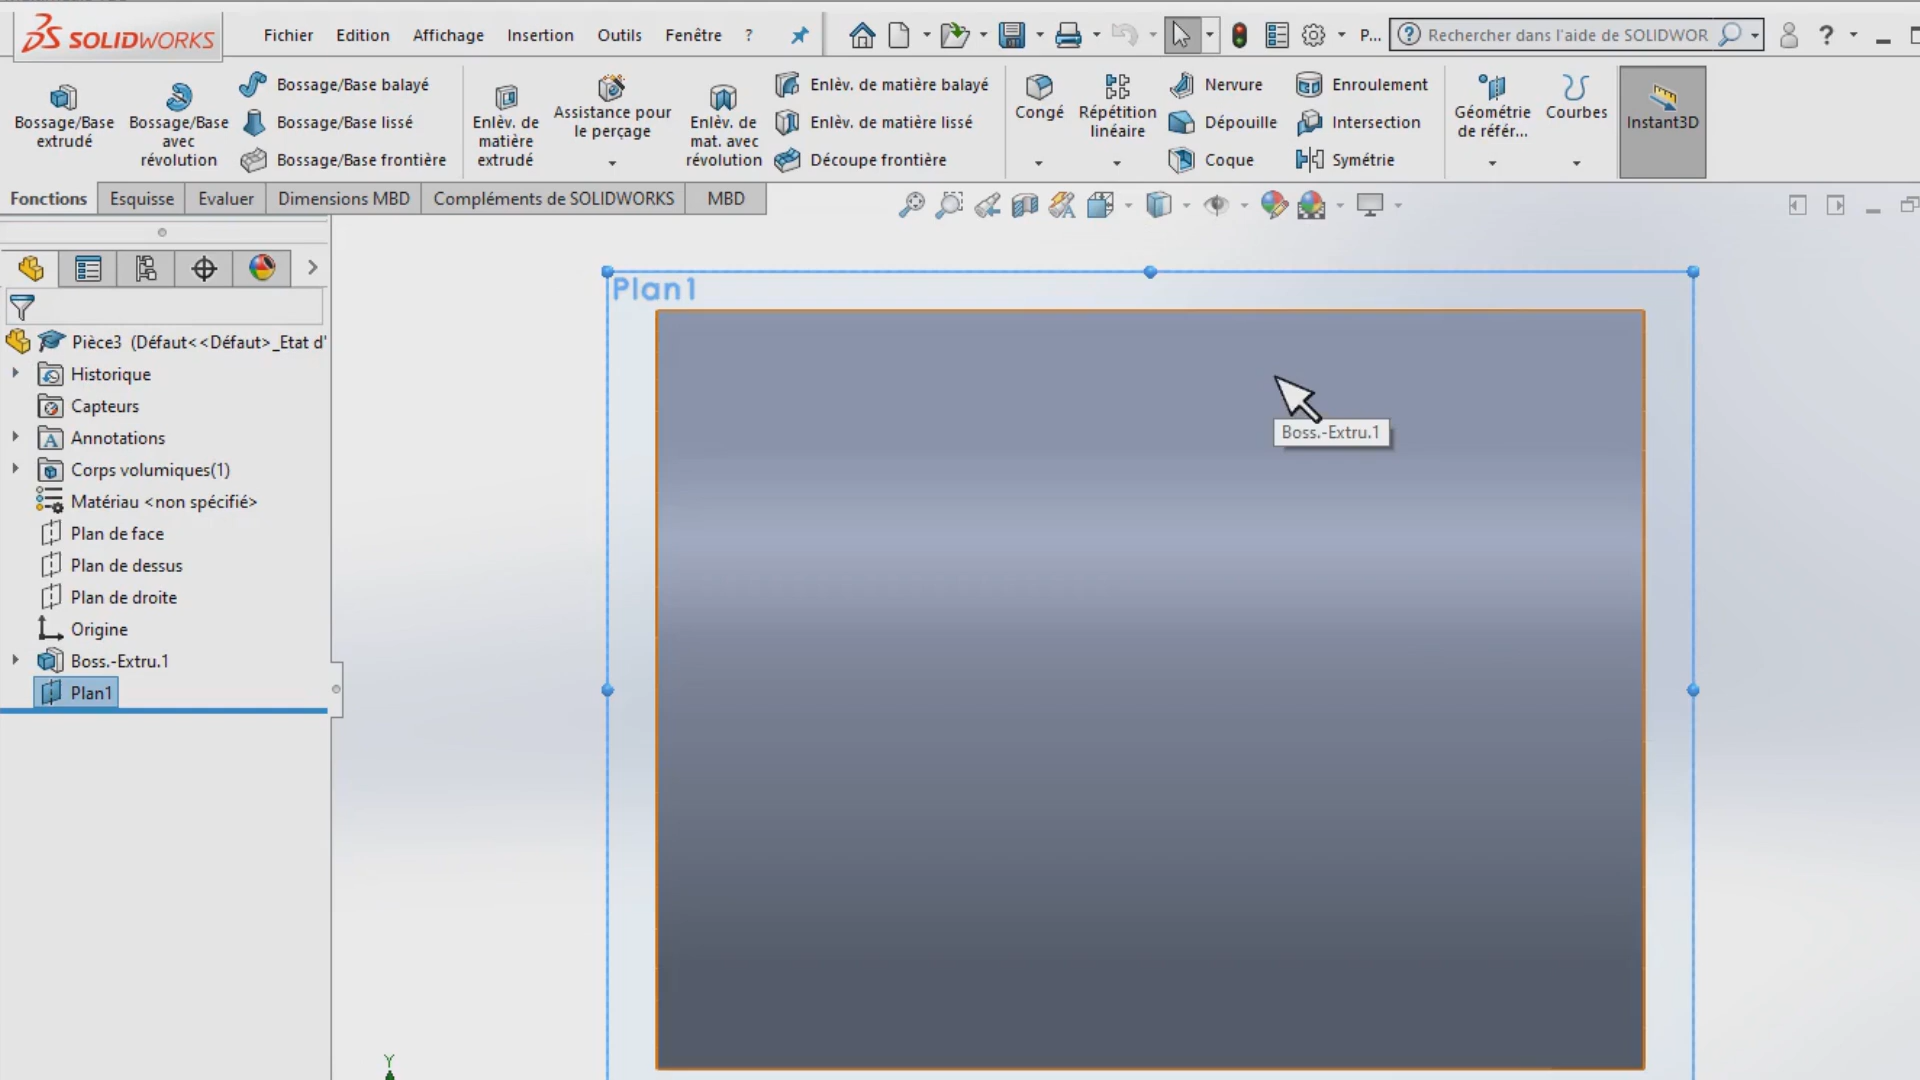 SOLIDWORKS
Fichier Edition Affichage Insertion Outils Fenêtre ?
P... Rechercher dans l'aide de SOLIDWOR ?
Bossage/Base extrudé
Bossage/Base avec révolution
Bossage/Base balayé
Bossage/Base lissé
Bossage/Base frontière
Enlèv. de matière extrudé
Assistance pour le perçage
Enlèv. de mat. avec révolution
Enlèv. de matière balayé
Enlèv. de matière lissé
Découpe frontière
Congé
Répétition linéaire
Nervure
Dépouille
Coque
Enroulement
Intersection
Symétrie
Géométrie de référ...
Courbes
Instant3D
Fonctions Esquisse Evaluer Dimensions MBD Compléments de SOLIDWORKS MBD
Pièce3 (Défaut<<Défaut>_Etat d'
Historique
Capteurs
Annotations
Corps volumiques(1)
Matériau <non spécifié>
Plan de face
Plan de dessus
Plan de droite
Origine
Boss.-Extru.1
Plan1
Plan1
Boss.-Extru.1
Y